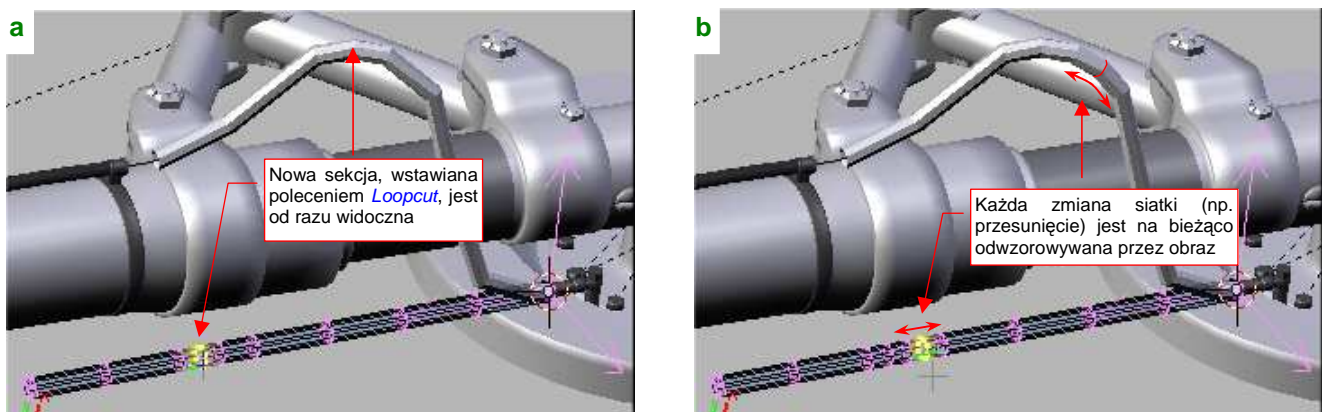 a
Nowa sekcja, wstawiana
poleceniem Loopcut, jest
od razu widoczna
b
Każda zmiana siatki (np.
przesunięcie) jest na bieżąco
odwzorowywana przez obraz